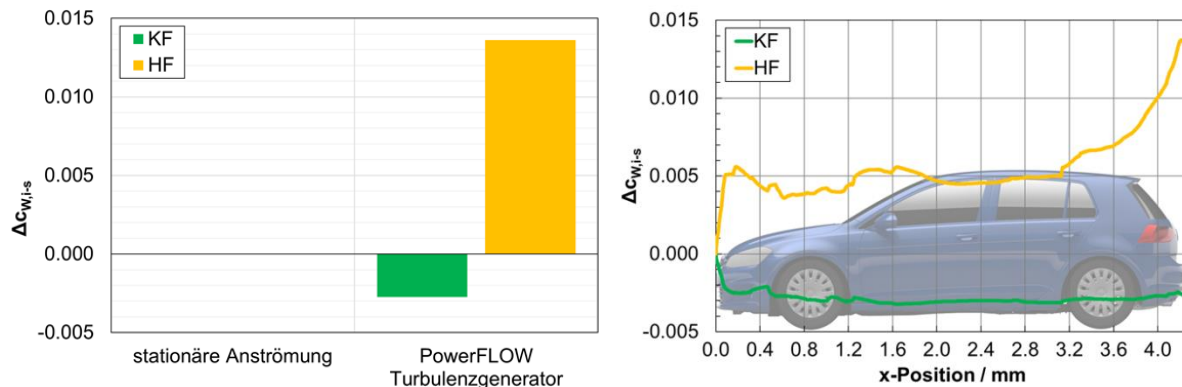 0.015
0.010
0.005
0.000
-0.005
Δc_W,i-s
KF
HF
stationäre Anströmung
PowerFLOW
Turbulenzgenerator
0.015
0.010
0.005
0.000
-0.005
Δc_W,i-s
KF
HF
0.0 0.4 0.8 1.2 1.6 2.0 2.4 2.8 3.2 3.6 4.0
x-Position / mm